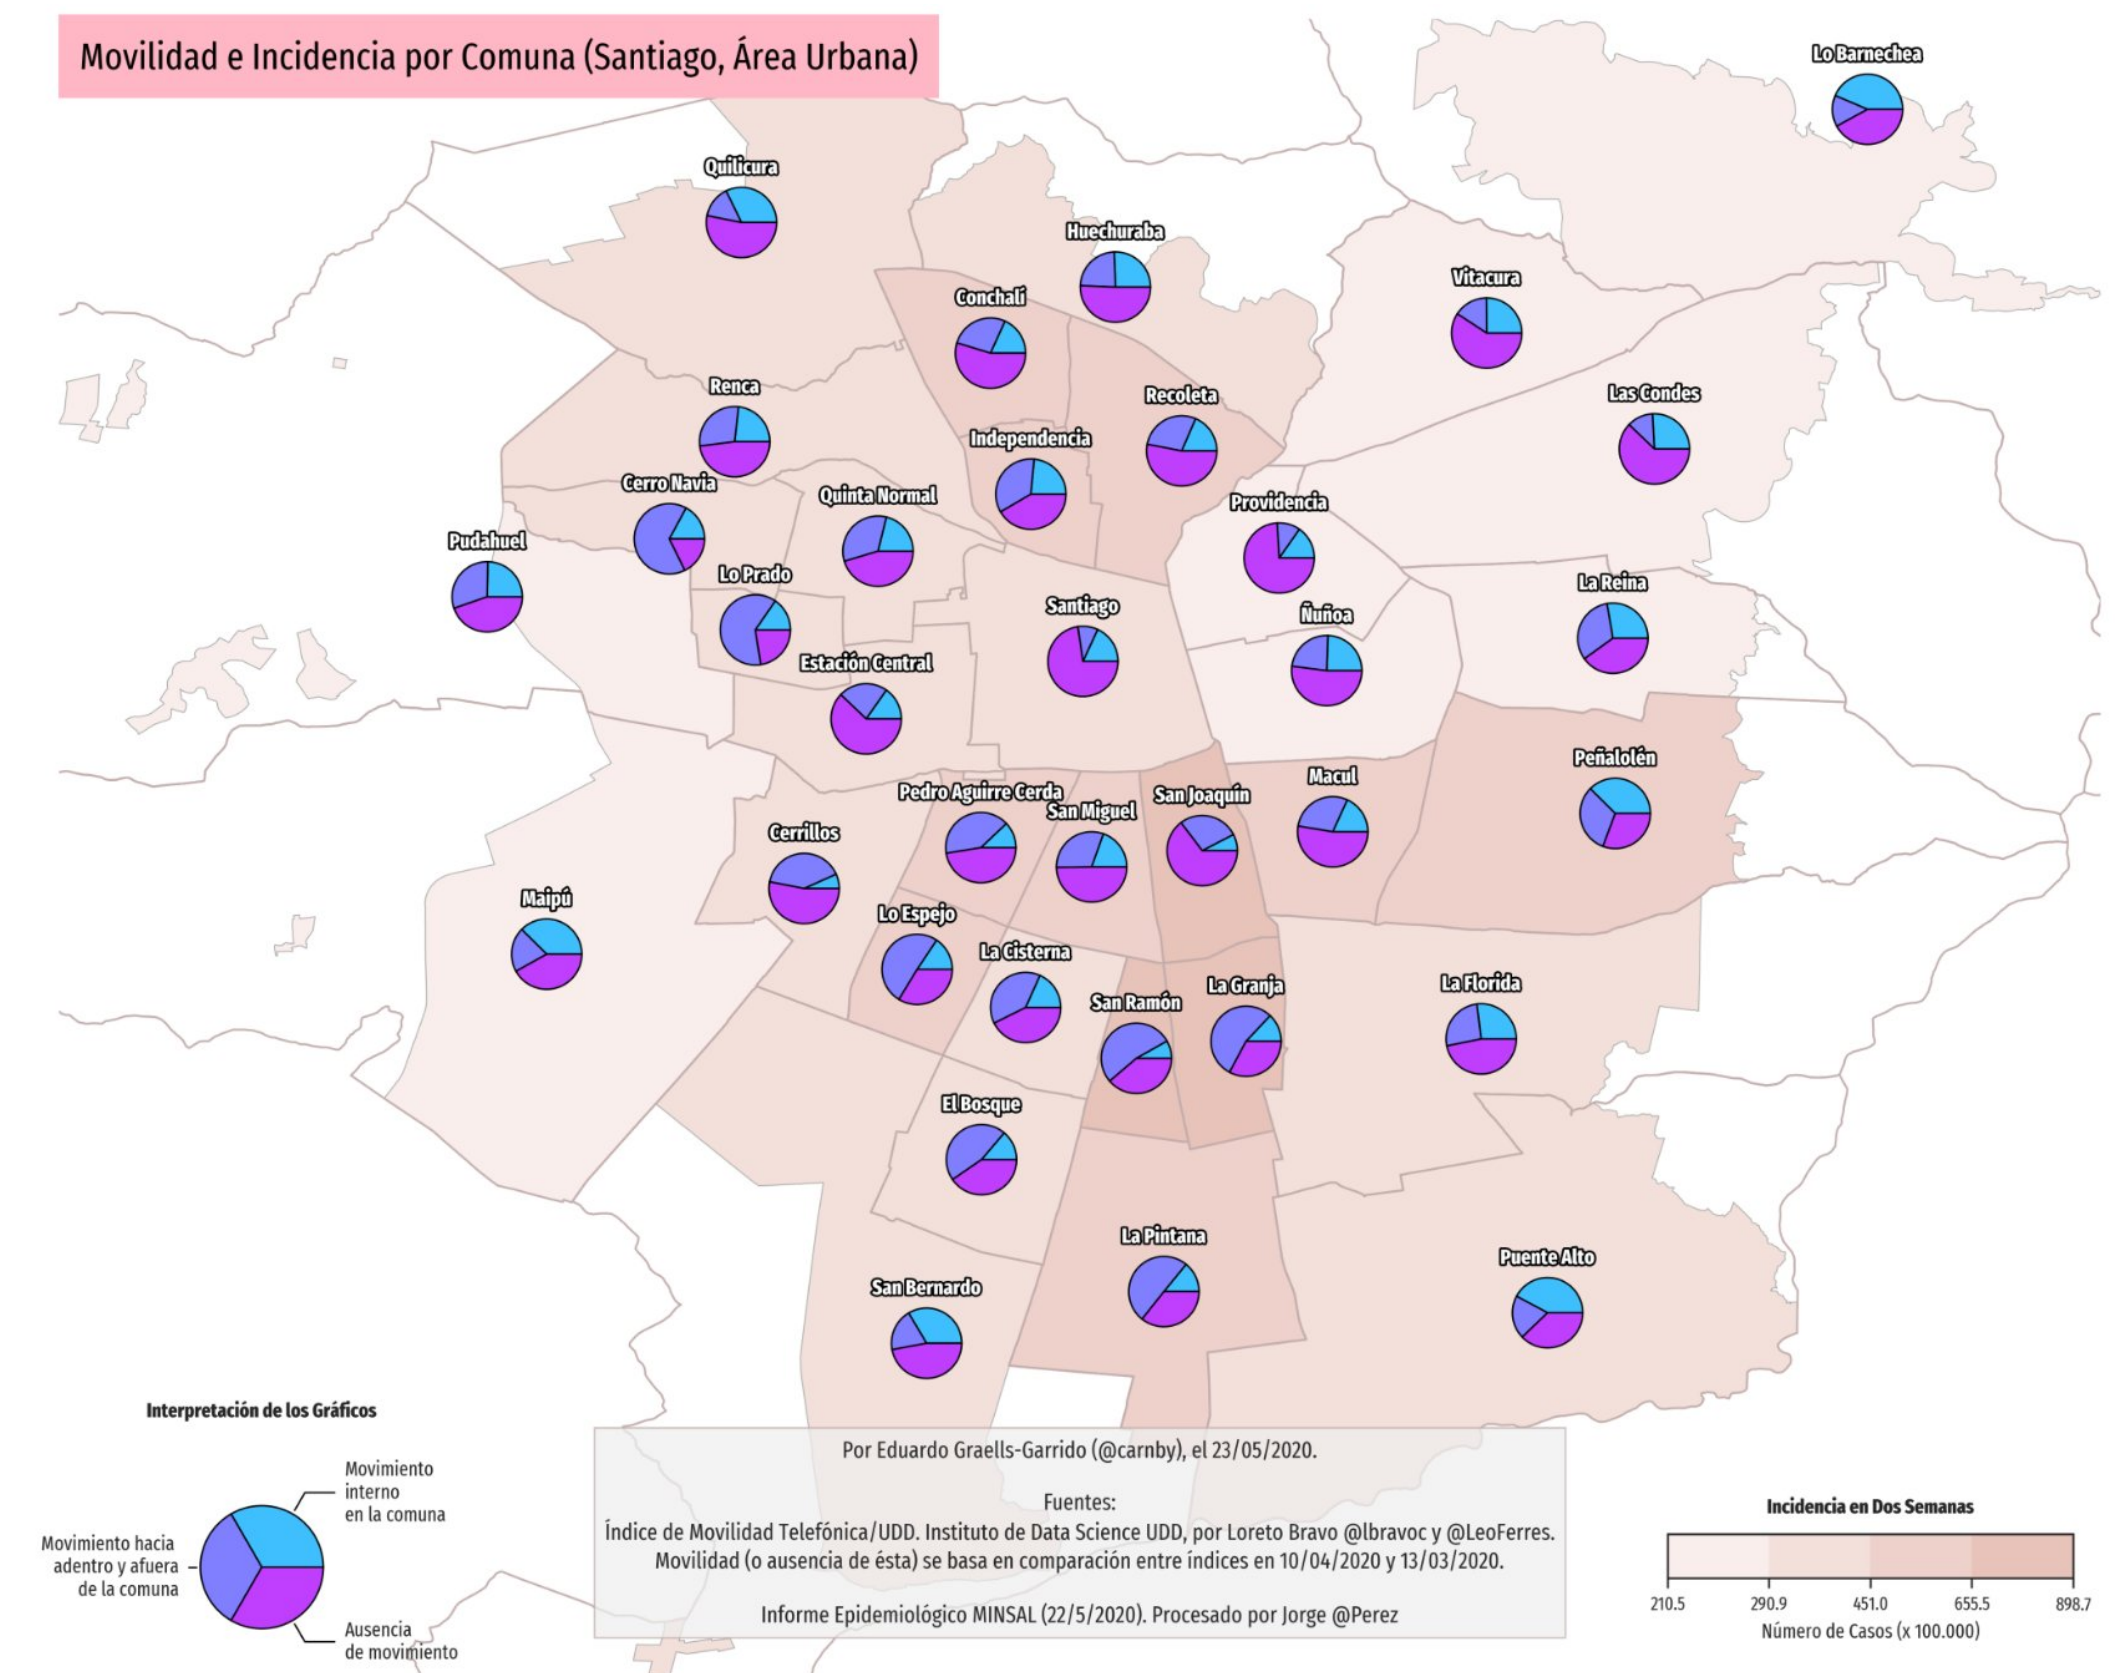 Movilidad e Incidencia por Comuna (Santiago, Área Urbana)
Lo Barnechea
Quilicura
Huechuraba
Vitacura
Conchalí
Renca
Recoleta
Las Condes
Independencia
Cerro Navia
Quinta Normal
Providencia
Pudahuel
Lo Prado
La Reina
Santiago
Ñuñoa
Estación Central
Peñalolén
Macul
Pedro Aguirre Cerda
San Joaquín
San Miguel
Cerrillos
Maipú
Lo Espejo
La Cisterna
La Granja
La Florida
San Ramón
El Bosque
La Pintana
Puente Alto
San Bernardo
Interpretación de los Gráficos
Movimiento
interno
en la comuna
Movimiento hacia
adentro y afuera
de la comuna
Ausencia
de movimiento
Por Eduardo Graells-Garrido (@carnby), el 23/05/2020.
Fuentes:
Índice de Movilidad Telefónica/UDD. Instituto de Data Science UDD, por Loreto Bravo @lbravoc y @LeoFerres.
Movilidad (o ausencia de ésta) se basa en comparación entre índices en 10/04/2020 y 13/03/2020.
Informe Epidemiológico MINSAL (22/5/2020). Procesado por Jorge @Perez
Incidencia en Dos Semanas
210.5 290.9 451.0 655.5 898.7
Número de Casos (x 100.000)